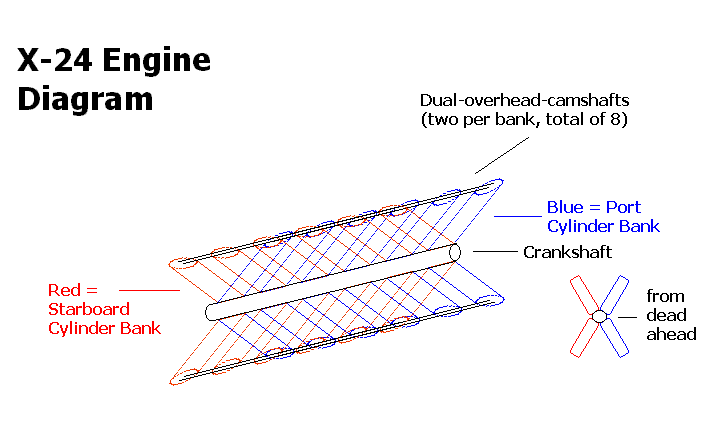 X-24 Engine
Diagram
Dual-overhead-camshafts
(two per bank, total of 8)
Blue = Port
Cylinder Bank
Crankshaft
Red =
Starboard
Cylinder Bank
from
dead
ahead